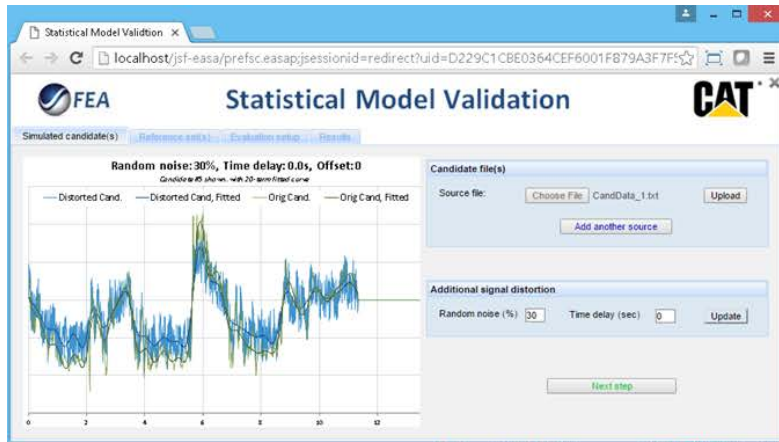 Statistical Model Validtion
localhost/jsf-easa/prefsc.easap;jsessionid=redirect?uid=D229C1CBE0364CEF6001F879A3F7F5
FEA
Statistical Model Validation
CAT
Simulated candidate(s) Reference set(s) Evaluation setup Results
Random noise:30%, Time delay:0.0s, Offset:0
Candidate #5 shown, with 20-term fitted curve
Distorted Cand. Distorted Cand, Fitted Orig Cand. Orig Cand, Fitted
0 2 4 6 8 10 12
Candidate file(s)
Source file: Choose File CandData_1.txt Upload
Add another source
Additional signal distortion
Random noise (%) 30 Time delay (sec) 0 Update
Next step